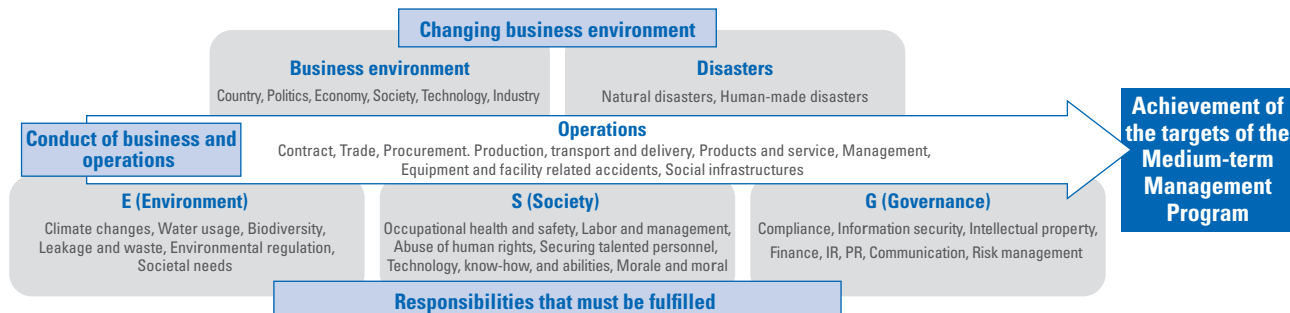 Changing business environment
Business environment
Country, Politics, Economy, Society, Technology, Industry
Disasters
Natural disasters, Human-made disasters
Conduct of business and
operations
Operations
Contract, Trade, Procurement. Production, transport and delivery, Products and service, Management,
Equipment and facility related accidents, Social infrastructures
Achievement of
the targets of the
Medium-term
Management
Program
E (Environment)
Climate changes, Water usage, Biodiversity,
Leakage and waste, Environmental regulation,
Societal needs
S (Society)
Occupational health and safety, Labor and management,
Abuse of human rights, Securing talented personnel,
Technology, know-how, and abilities, Morale and moral
G (Governance)
Compliance, Information security, Intellectual property,
Finance, IR, PR, Communication, Risk management
Responsibilities that must be fulfilled